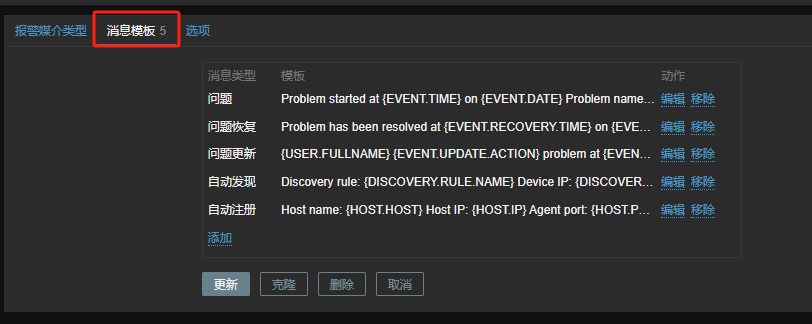 报警媒介类型 消息模板 5 选项
消息类型 模板 动作
问题 Problem started at {EVENT.TIME} on {EVENT.DATE} Problem name... 编辑 移除
问题恢复 Problem has been resolved at {EVENT.RECOVERY.TIME} on {EVE... 编辑 移除
问题更新 {USER.FULLNAME} {EVENT.UPDATE.ACTION} problem at {EVEN... 编辑 移除
自动发现 Discovery rule: {DISCOVERY.RULE.NAME} Device IP: {DISCOVER... 编辑 移除
自动注册 Host name: {HOST.HOST} Host IP: {HOST.IP} Agent port: {HOST.P... 编辑 移除
添加
更新 克隆 删除 取消